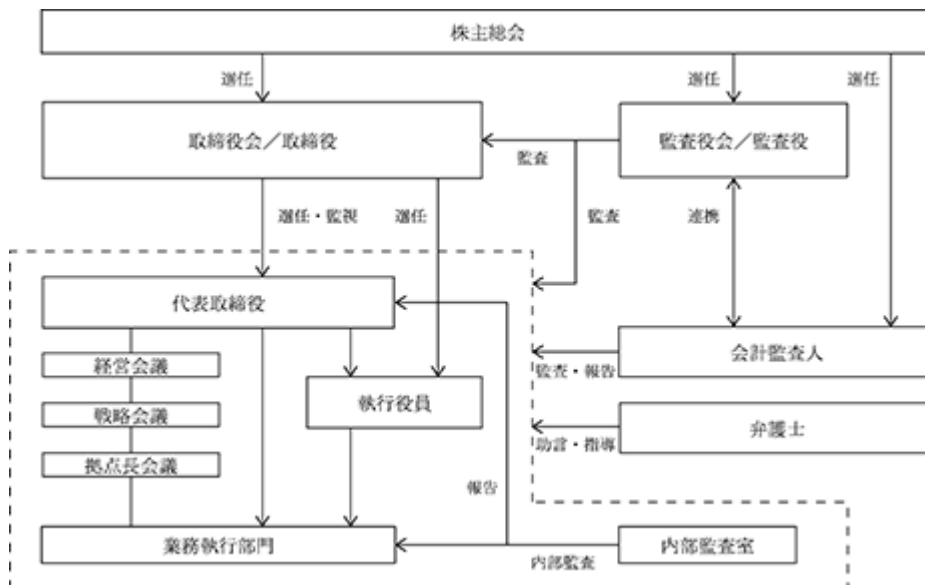 株主総会
選任
選任
選任
取締役会／取締役
監査役会／監査役
監査
選任・監視
選任
監査
連携
代表取締役
経営会議
会計監査人
監査・報告
執行役員
戦略会議
弁護士
助言・指導
拠点長会議
報告
業務執行部門
内部監査室
内部監査